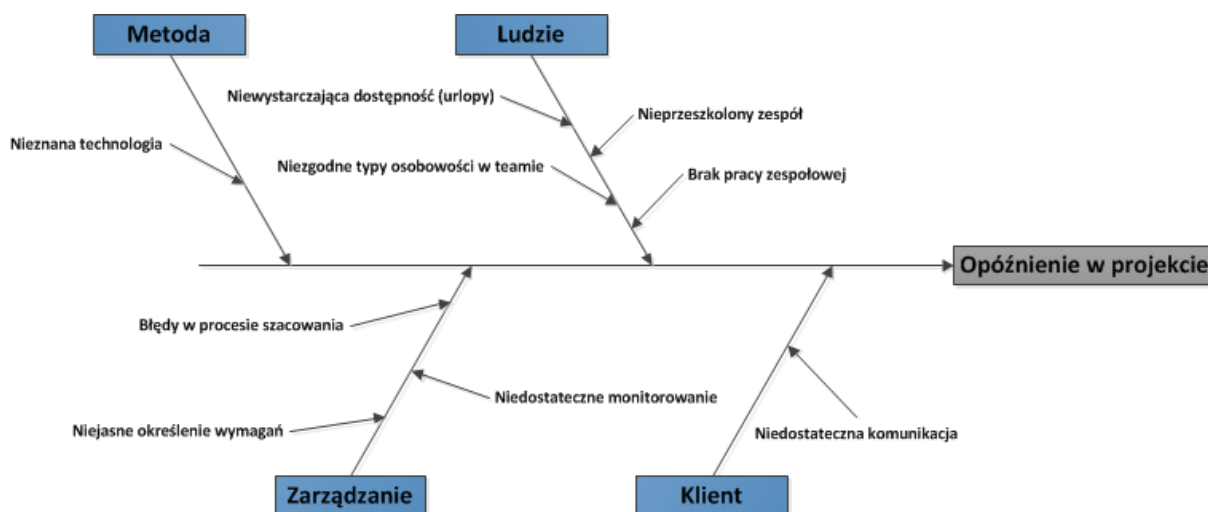 Metoda
Ludzie
Niewystarczająca dostępność (urlopy)
Nieprzeszkolony zespół
Nieznana technologia
Niezgodne typy osobowości w teamie
Brak pracy zespołowej
Opóźnienie w projekcie
Błędy w procesie szacowania
Niedostateczne monitorowanie
Niejasne określenie wymagań
Niedostateczna komunikacja
Zarządzanie
Klient